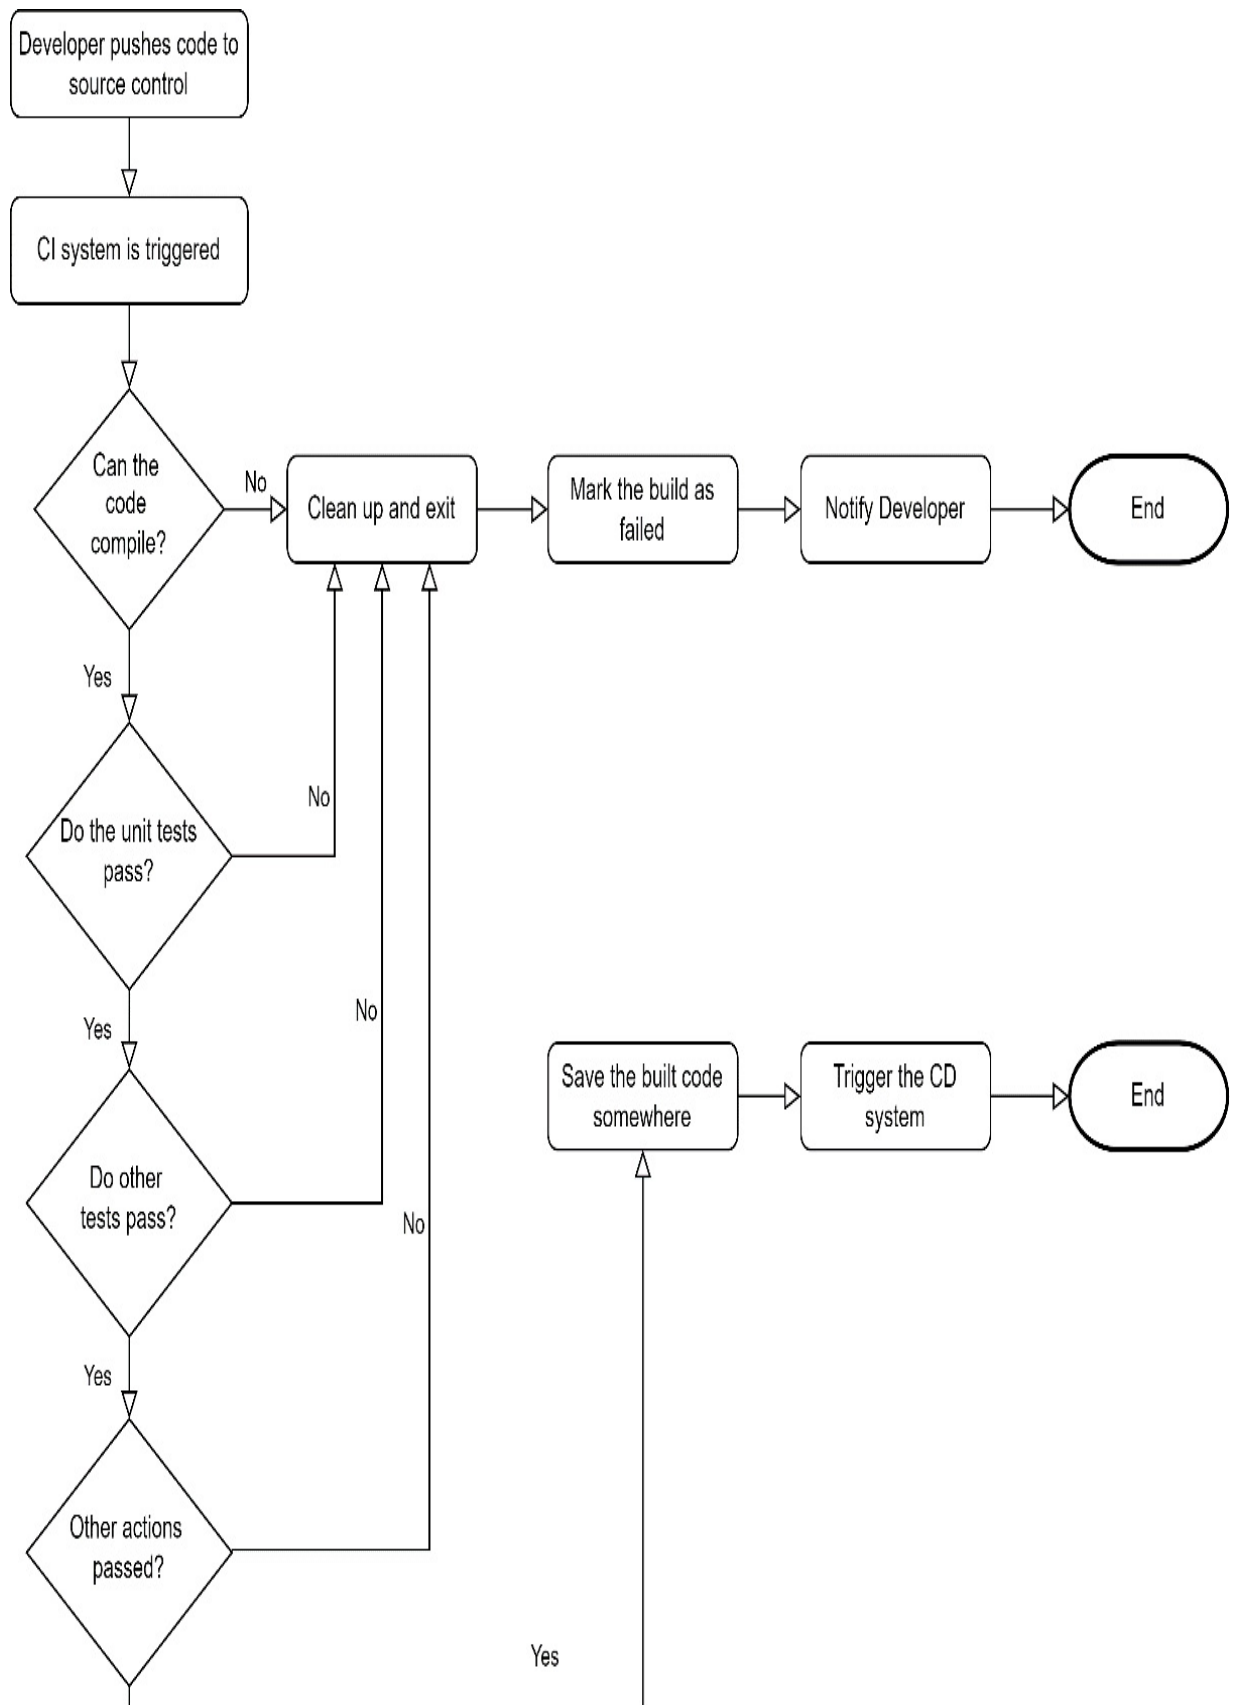 Developer pushes code to
source control
CI system is triggered
Can the
code
compile?
No
Clean up and exit
Mark the build as
failed
Notify Developer
End
Yes
Do the unit tests
pass?
No
Yes
No
Save the built code
somewhere
Trigger the CD
system
End
Do other
tests pass?
No
Yes
Other actions
passed?
Yes